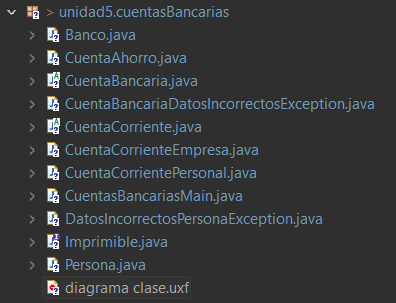 > unidad5.cuentasBancarias
> Banco.java
> CuentaAhorro.java
> CuentaBancaria.java
> CuentaBancariaDatosIncorrectosException.java
> CuentaCorriente.java
> CuentaCorrienteEmpresa.java
> CuentaCorrientePersonal.java
> CuentasBancariasMain.java
> DatosIncorrectosPersonaException.java
> Imprimible.java
> Persona.java
diagrama clase.uxf